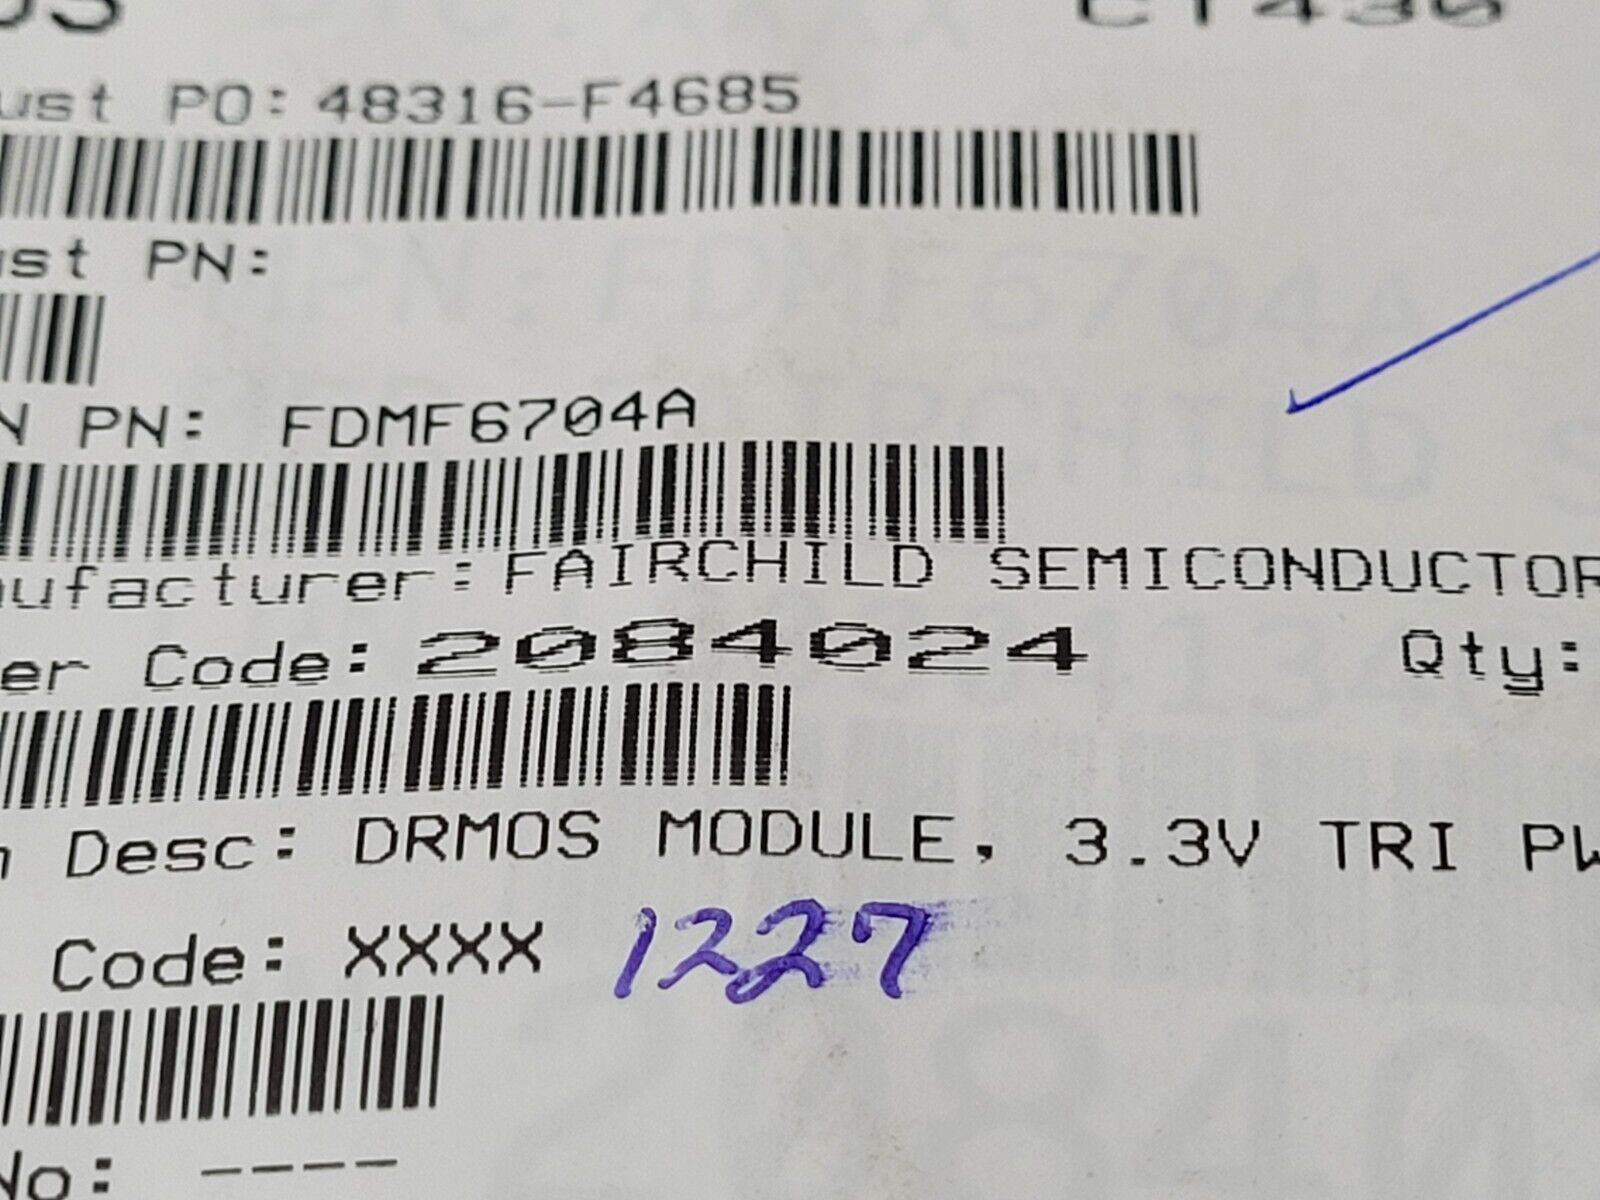 ust PO: 48316-F4685
ust PN:
N PN: FDMF6704A
nufacturer: FAIRCHILD SEMICONDUCTOR
er Code: 2084024 Qty:
n Desc: DRMOS MODULE, 3.3V TRI PW
Code: XXXX 1227
No: ----